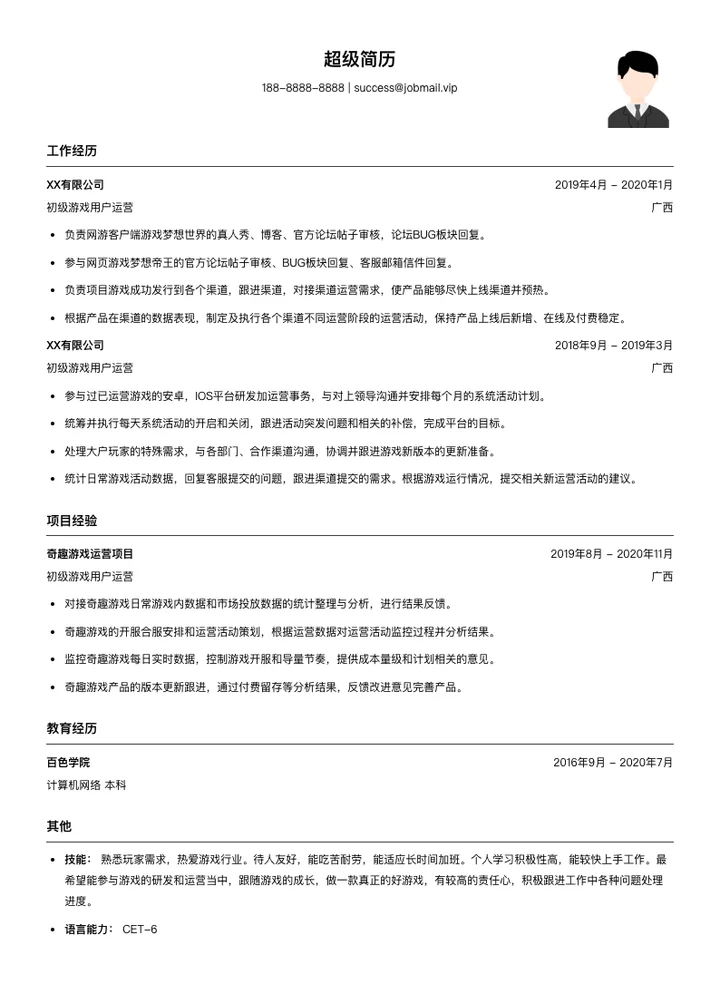 超级简历
188-8888-8888 | success@jobmail.vip
工作经历
XX有限公司 2019年4月 - 2020年1月
初级游戏用户运营 广西
• 负责网游客户端游戏梦想世界的真人秀、博客、官方论坛帖子审核，论坛BUG板块回复。
• 参与网页游戏梦想帝王的官方论坛帖子审核、BUG板块回复、客服邮箱信件回复。
• 负责项目游戏成功发行到各个渠道，跟进渠道，对接渠道运营需求，使产品能够尽快上线渠道并预热。
• 根据产品在渠道的数据表现，制定及执行各个渠道不同运营阶段的运营活动，保持产品上线后新增、在线及付费稳定。
XX有限公司 2018年9月 - 2019年3月
初级游戏用户运营 广西
• 参与过已运营游戏的安卓，IOS平台研发加运营事务，与对上领导沟通并安排每个月的系统活动计划。
• 统筹并执行每天系统活动的开启和关闭，跟进活动突发问题和相关的补偿，完成平台的目标。
• 处理大户玩家的特殊需求，与各部门、合作渠道沟通，协调并跟进游戏新版本的更新准备。
• 统计日常游戏活动数据，回复客服提交的问题，跟进渠道提交的需求。根据游戏运行情况，提交相关新运营活动的建议。
项目经验
奇趣游戏运营项目 2019年8月 - 2020年11月
初级游戏用户运营 广西
• 对接奇趣游戏日常游戏内数据和市场投放数据的统计整理与分析，进行结果反馈。
• 奇趣游戏的开服合服安排和运营活动策划，根据运营数据对运营活动监控过程并分析结果。
• 监控奇趣游戏每日实时数据，控制游戏开服和导量节奏，提供成本量级和计划相关的意见。
• 奇趣游戏产品的版本更新跟进，通过付费留存等分析结果，反馈改进意见完善产品。
教育经历
百色学院 2016年9月 - 2020年7月
计算机网络 本科
其他
• 技能： 熟悉玩家需求，热爱游戏行业。待人友好，能吃苦耐劳，能适应长时间加班。个人学习积极性高，能较快上手工作。最
希望能参与游戏的研发和运营当中，跟随游戏的成长，做一款真正的好游戏，有较高的责任心，积极跟进工作中各种问题处理
进度。
• 语言能力： CET-6